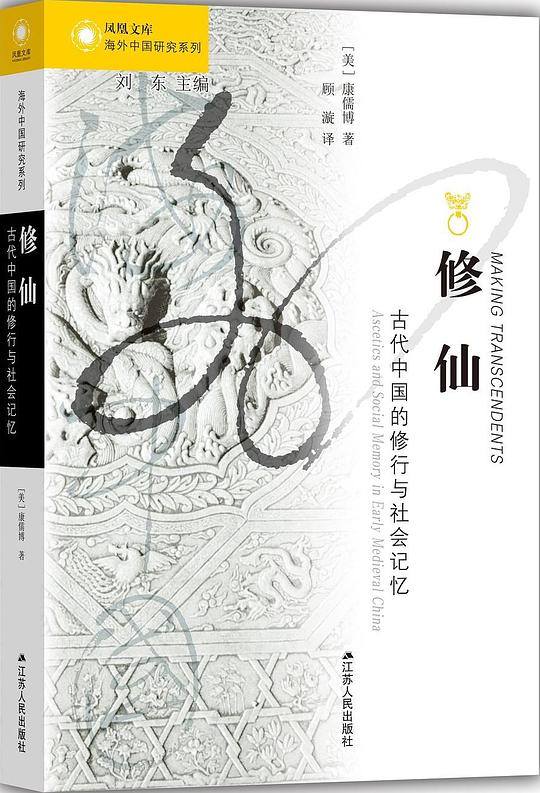 凤凰文库
海外中国研究系列
刘 东 主编
[美] 康儒博 著
顾 漩 译
修仙
MAKING TRANSCENDENTS
古代中国的修行与社会记忆
Ascetics and Social Memory in Early Medieval China
江苏人民出版社
凤凰文库
海外中国研究系列
修仙
古代中国的修行与社会记忆
[美] 康儒博 著
江苏人民出版社